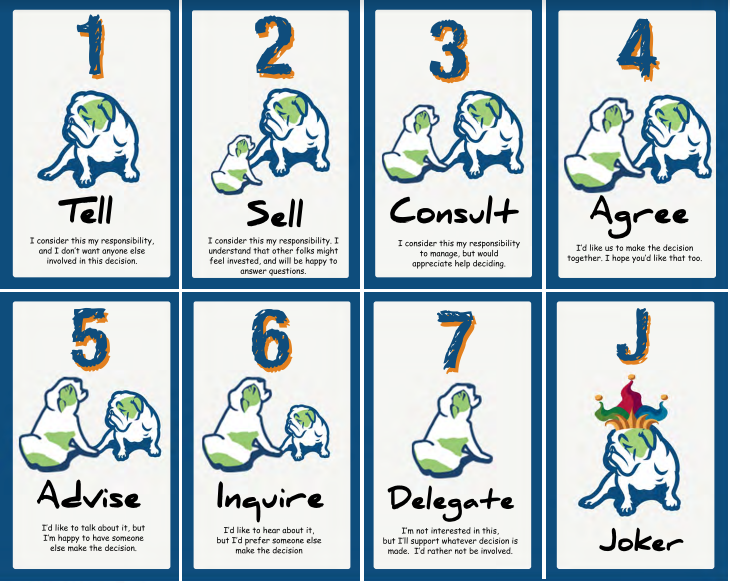 1
Tell
I consider this my responsibility,
and I don't want anyone else
involved in this decision.
2
Sell
I consider this my responsibility. I
understand that other folks might
feel invested, and will be happy to
answer questions.
3
Consult
I consider this my responsibility
to manage, but would
appreciate help deciding.
4
Agree
I'd like us to make the decision
together. I hope you'd like that too.
5
Advise
I'd like to talk about it, but
I'm happy to have someone
else make the decision.
6
Inquire
I'd like to hear about it,
but I'd prefer someone else
make the decision
7
Delegate
I'm not interested in this,
but I'll support whatever decision is
made.  I'd rather not be involved.
J
Joker